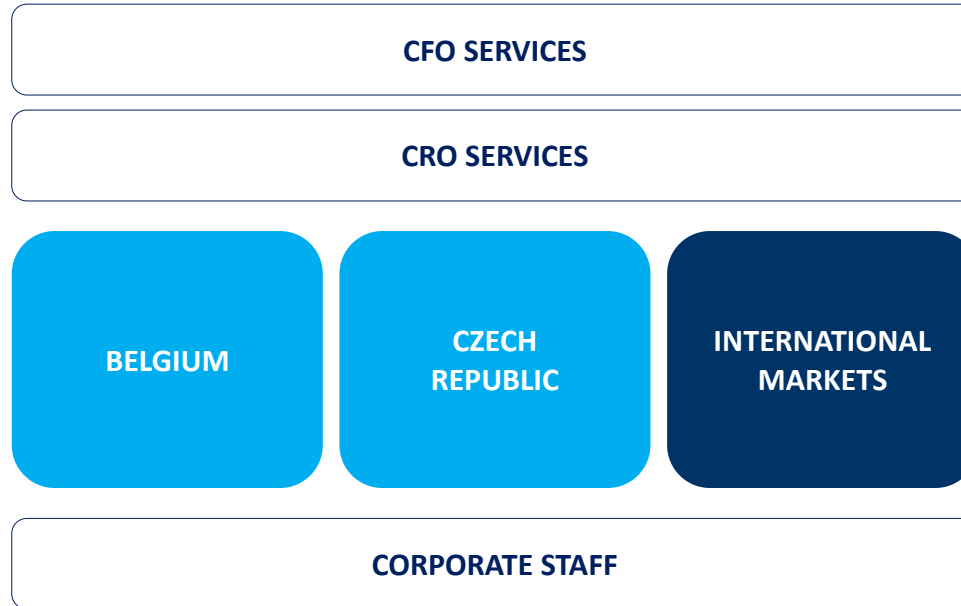 CFO SERVICES
CRO SERVICES
BELGIUM
CZECH
REPUBLIC
INTERNATIONAL
MARKETS
CORPORATE STAFF